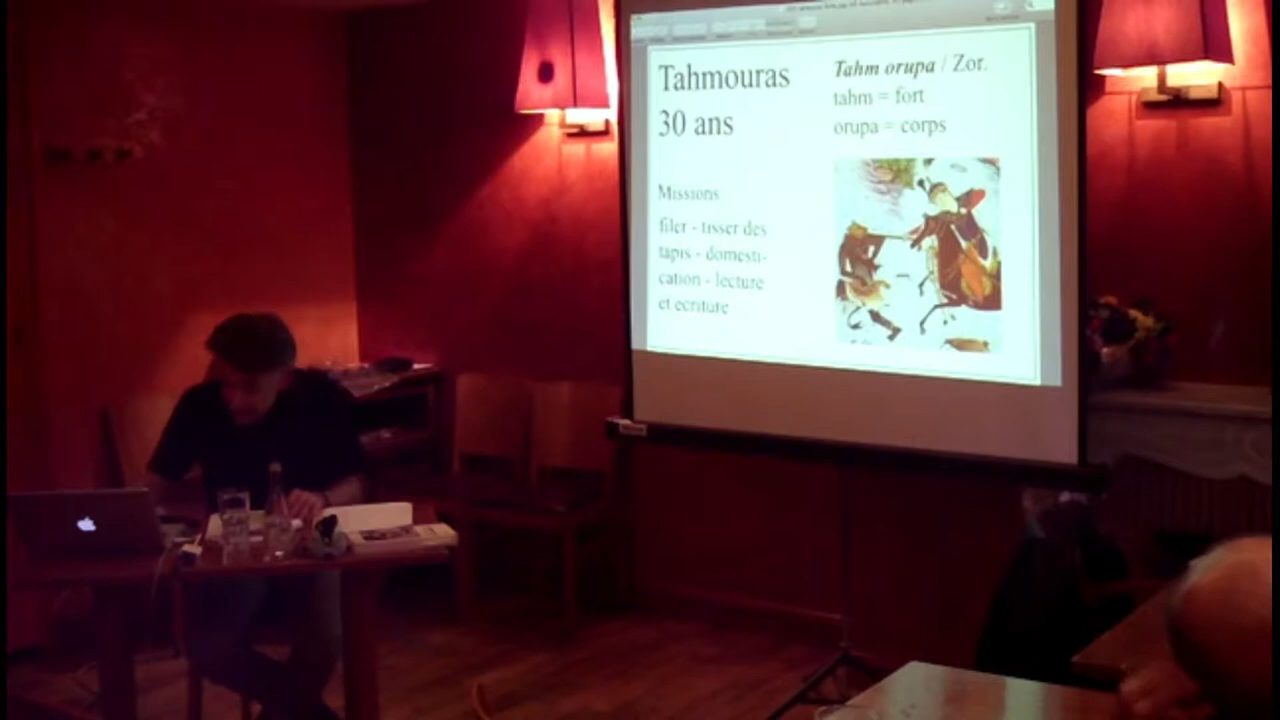 Tahmouras
30 ans
Missions
filer - tisser des
tapis - domesti-
cation - lecture
et ecriture
Tahm orupa / Zor.
tahm = fort
orupa = corps